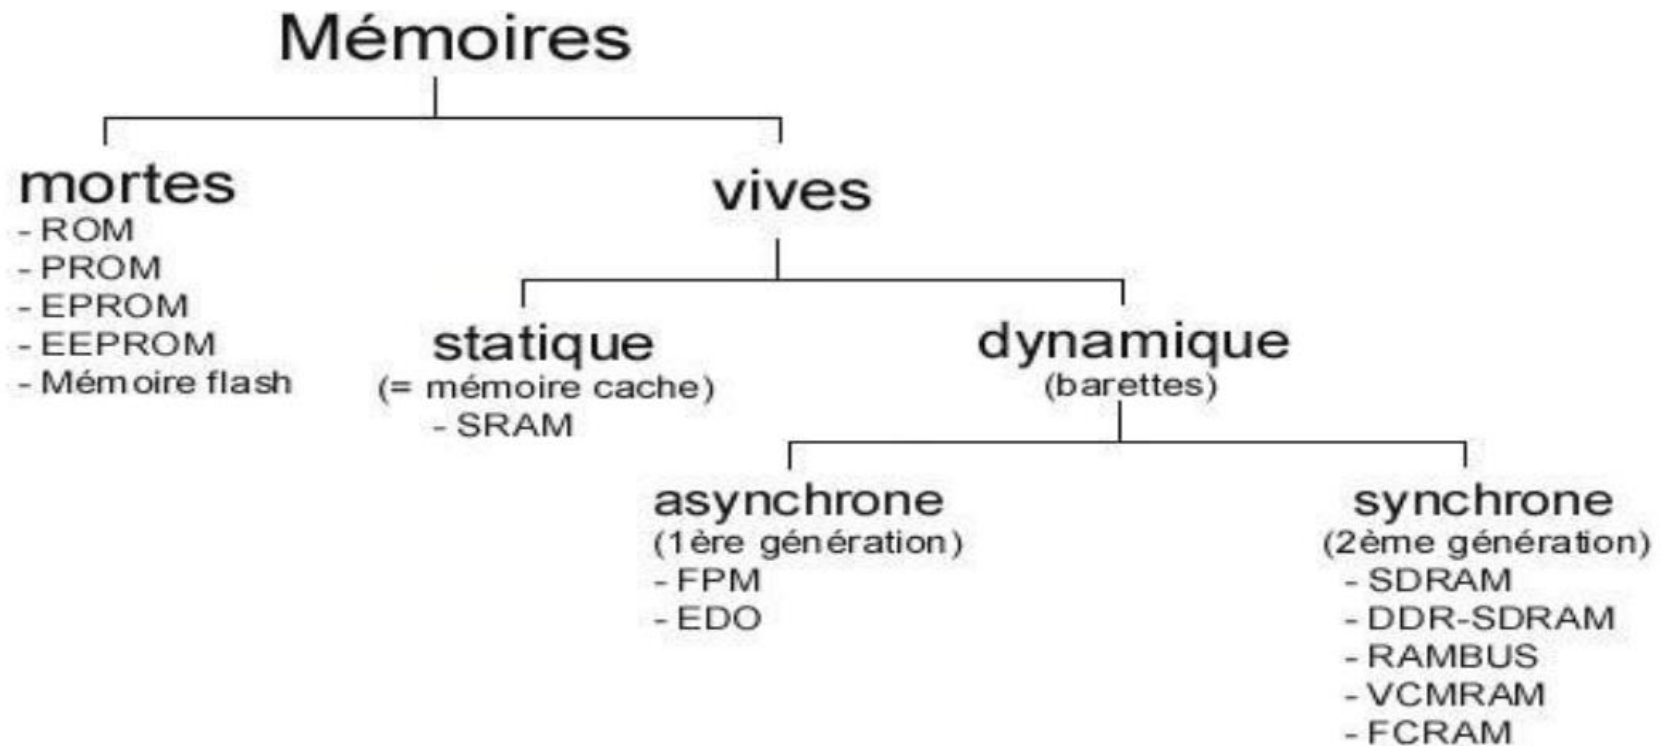 Mémoires
mortes
- ROM
- PROM
- EPROM
- EEPROM
- Mémoire flash
vives
statique
(= mémoire cache)
- SRAM
dynamique
(barettes)
asynchrone
(1ère génération)
- FPM
- EDO
synchrone
(2ème génération)
- SDRAM
- DDR-SDRAM
- RAMBUS
- VCMRAM
- FCRAM